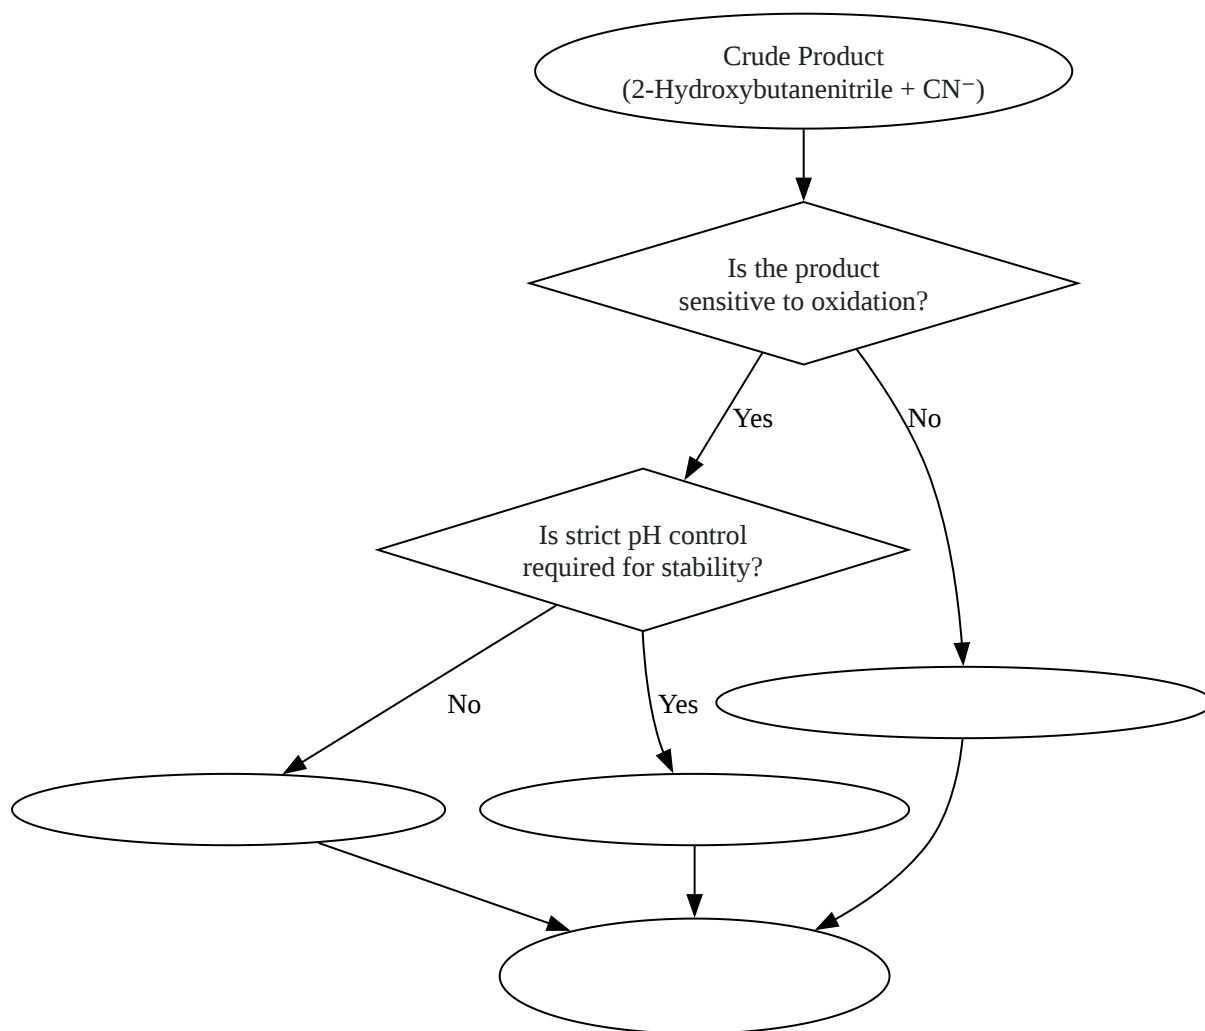 Crude Product
(2-Hydroxybutanenitrile + CN⁻)
Is the product
sensitive to oxidation?
Yes
No
Is strict pH control
required for stability?
No
Yes